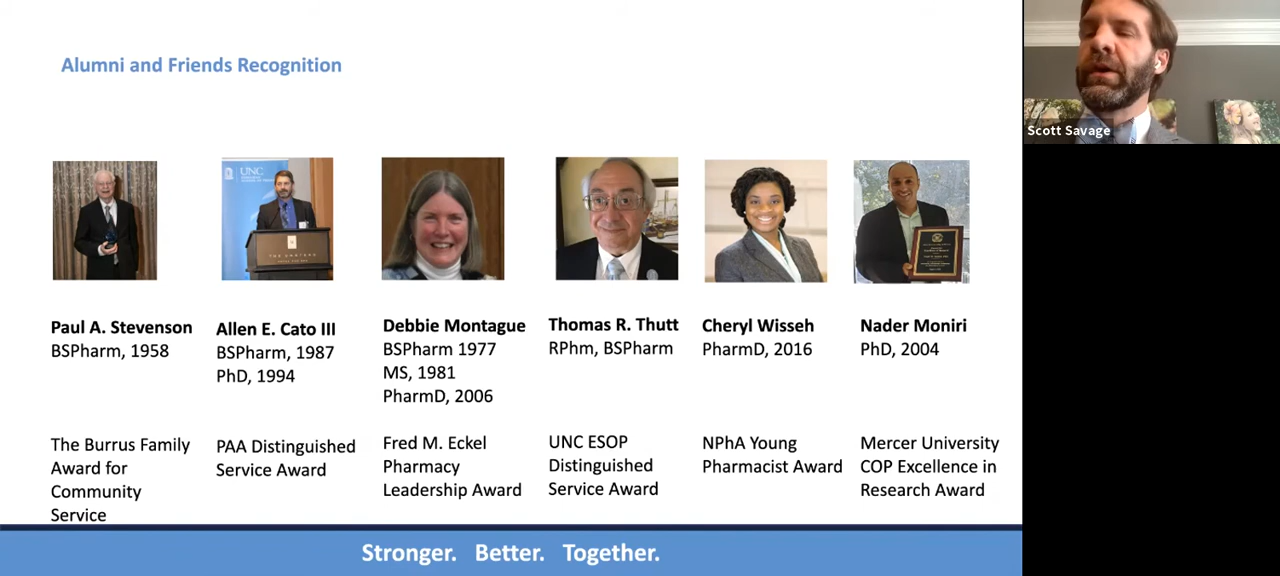 Alumni and Friends Recognition
Scott Savage
UNC
Paul A. Stevenson
BSPharm, 1958
The Burrus Family
Award for
Community
Service
Allen E. Cato III
BSPharm, 1987
PhD, 1994
PAA Distinguished
Service Award
Debbie Montague
BSPharm 1977
MS, 1981
PharmD, 2006
Fred M. Eckel
Pharmacy
Leadership Award
Thomas R. Thutt
RPhm, BSPharm
UNC ESOP
Distinguished
Service Award
Cheryl Wisseh
PharmD, 2016
NPhA Young
Pharmacist Award
Nader Moniri
PhD, 2004
Mercer University
COP Excellence in
Research Award
Stronger. Better. Together.